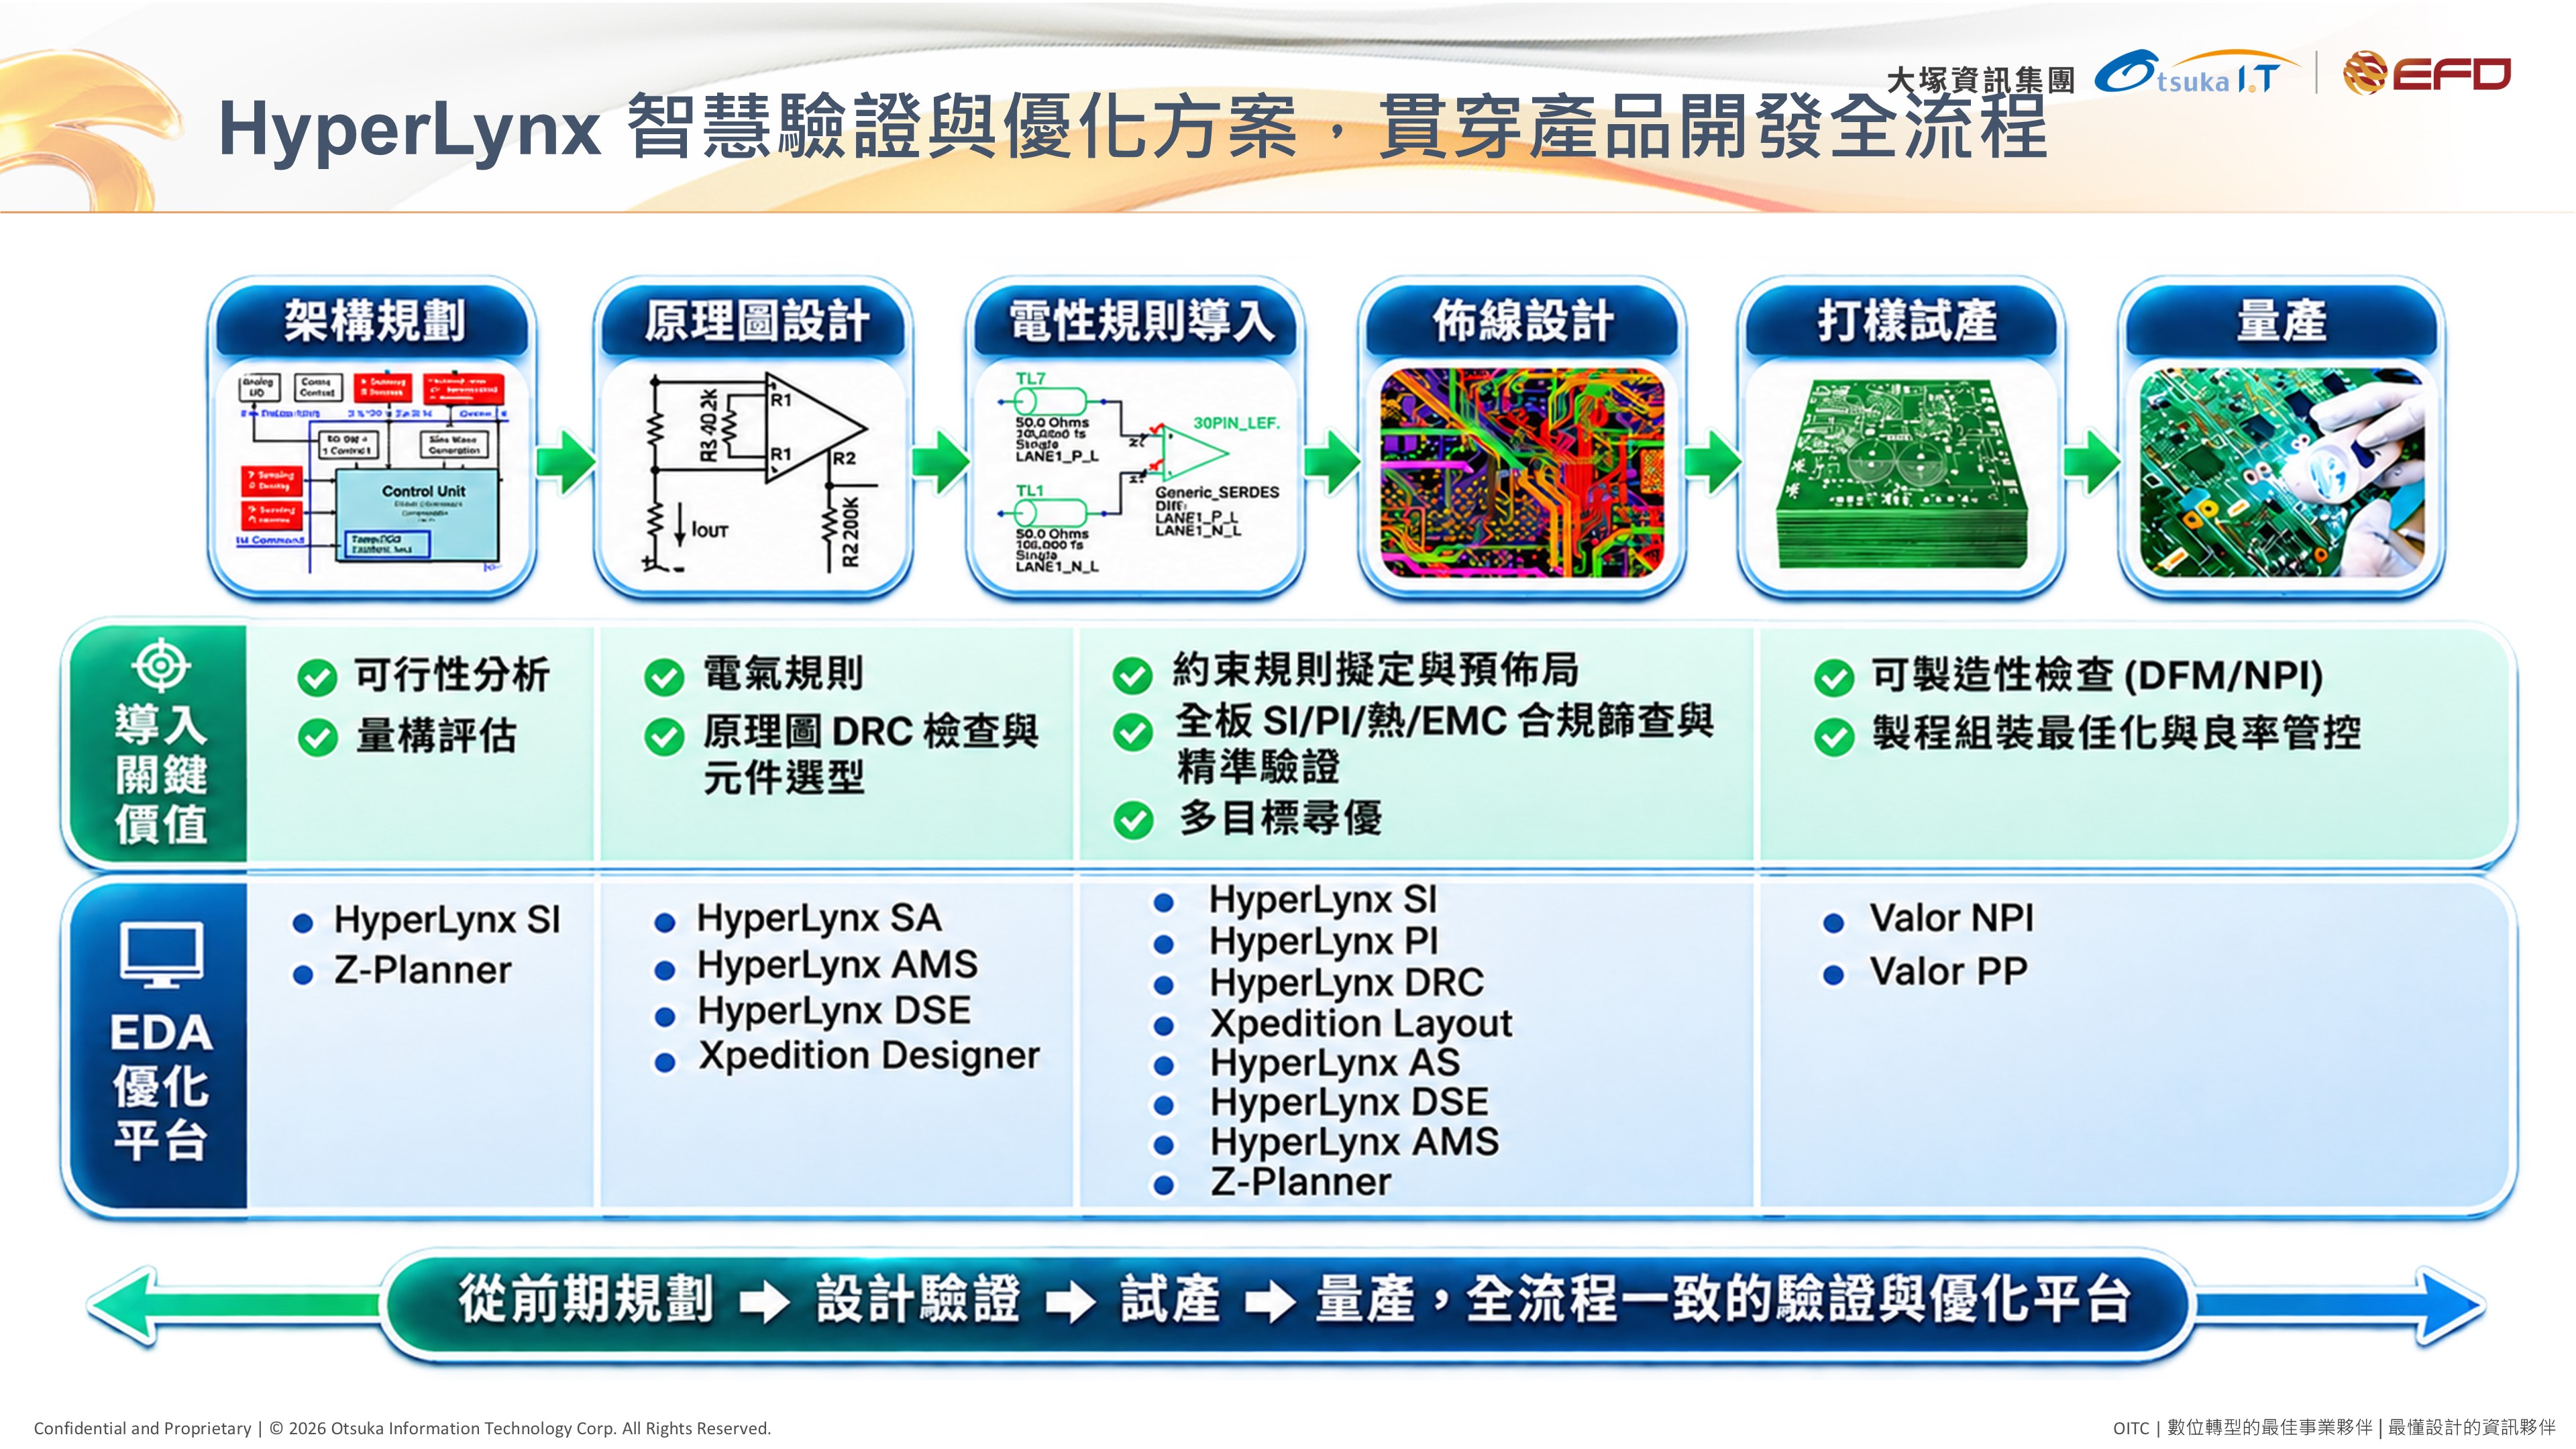 大塚資訊集團 Otsuka I.T EFD
HyperLynx 智慧驗證與優化方案，貫穿產品開發全流程
架構規劃
原理圖設計
電性規則導入
佈線設計
打樣試產
量產
Analog
I/O
Control Unit
R3 40.2K
R1
R1
R2
IOUT
R2 200K
TL7
50.0 Ohms
LANE1_P_L
30PIN_LEF.
TL1
50.0 Ohms
LANE1_N_L
Generic_SERDES
LANE1_P_L
LANE1_N_L
導入
關鍵
價值
可行性分析
量構評估
電氣規則
原理圖 DRC 檢查與
元件選型
約束規則擬定與預佈局
全板 SI/PI/熱/EMC 合規篩查與
精準驗證
多目標尋優
可製造性檢查 (DFM/NPI)
製程組裝最佳化與良率管控
EDA
優化
平台
HyperLynx SI
Z-Planner
HyperLynx SA
HyperLynx AMS
HyperLynx DSE
Xpedition Designer
HyperLynx SI
HyperLynx PI
HyperLynx DRC
Xpedition Layout
HyperLynx AS
HyperLynx DSE
HyperLynx AMS
Z-Planner
Valor NPI
Valor PP
從前期規劃 ➡ 設計驗證 ➡ 試產 ➡ 量產，全流程一致的驗證與優化平台
Confidential and Proprietary | © 2026 Otsuka Information Technology Corp. All Rights Reserved.
OITC | 數位轉型的最佳事業夥伴 | 最懂設計的資訊夥伴